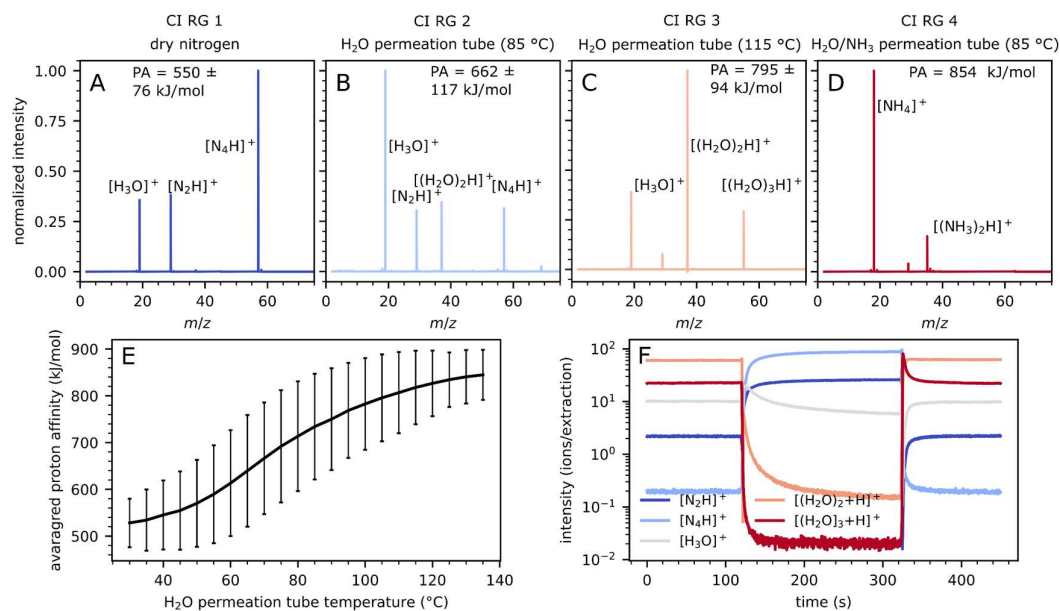 CI RG 1
dry nitrogen
CI RG 2
H₂O permeation tube (85 °C)
CI RG 3
H₂O permeation tube (115 °C)
CI RG 4
H₂O/NH₃ permeation tube (85 °C)
normalized intensity
1.00
0.75
0.50
0.25
0.00
A
PA = 550 ±
76 kJ/mol
[H₃O]⁺
[N₂H]⁺
[N₄H]⁺
0 20 40 60
m/z
B
PA = 662 ±
117 kJ/mol
[H₃O]⁺
[(H₂O)₂H]⁺
[N₂H]⁺
[N₄H]⁺
0 20 40 60
m/z
C
PA = 795 ±
94 kJ/mol
[(H₂O)₂H]⁺
[H₃O]⁺
[(H₂O)₃H]⁺
0 20 40 60
m/z
D
PA = 854 kJ/mol
[NH₄]⁺
[(NH₃)₂H]⁺
0 20 40 60
m/z
E
avaragred proton affinity (kJ/mol)
900
800
700
600
500
40 60 80 100 120 140
H₂O permeation tube temperature (°C)
F
intensity (ions/extraction)
10²
10¹
10⁰
10⁻¹
10⁻²
[N₂H]⁺
[N₄H]⁺
[H₃O]⁺
[(H₂O)₂+H]⁺
[(H₂O]₃+H)⁺
0 100 200 300 400
time (s)